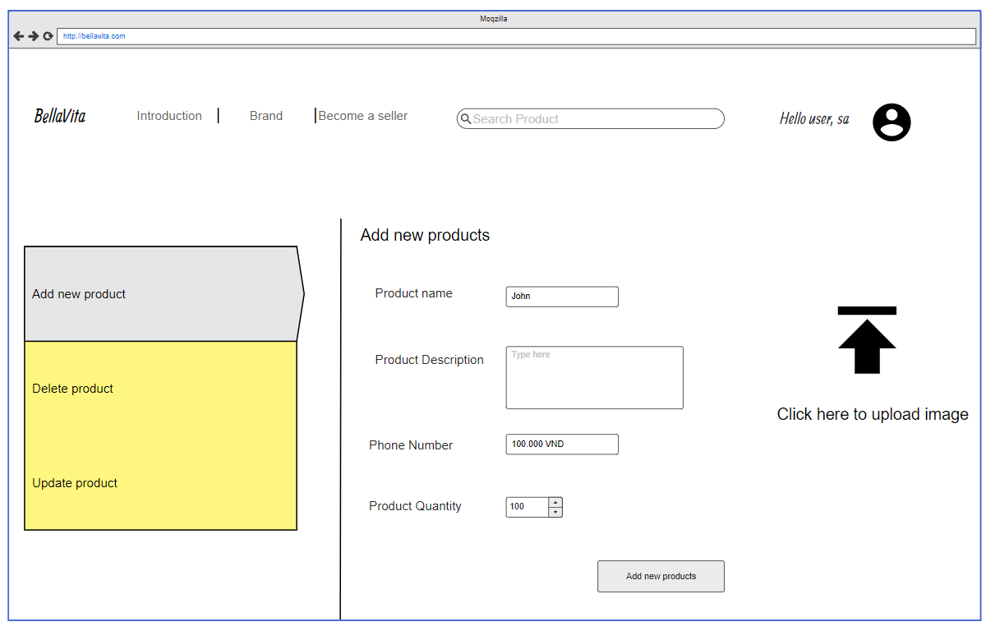 Moqzilla
http://bellavita.com
BellaVita
Introduction
Brand
Become a seller
Search Product
Hello user, sa
Add new product
Delete product
Update product
Add new products
Product name
John
Product Description
Type here
Phone Number
100.000 VND
Product Quantity
100
Click here to upload image
Add new products